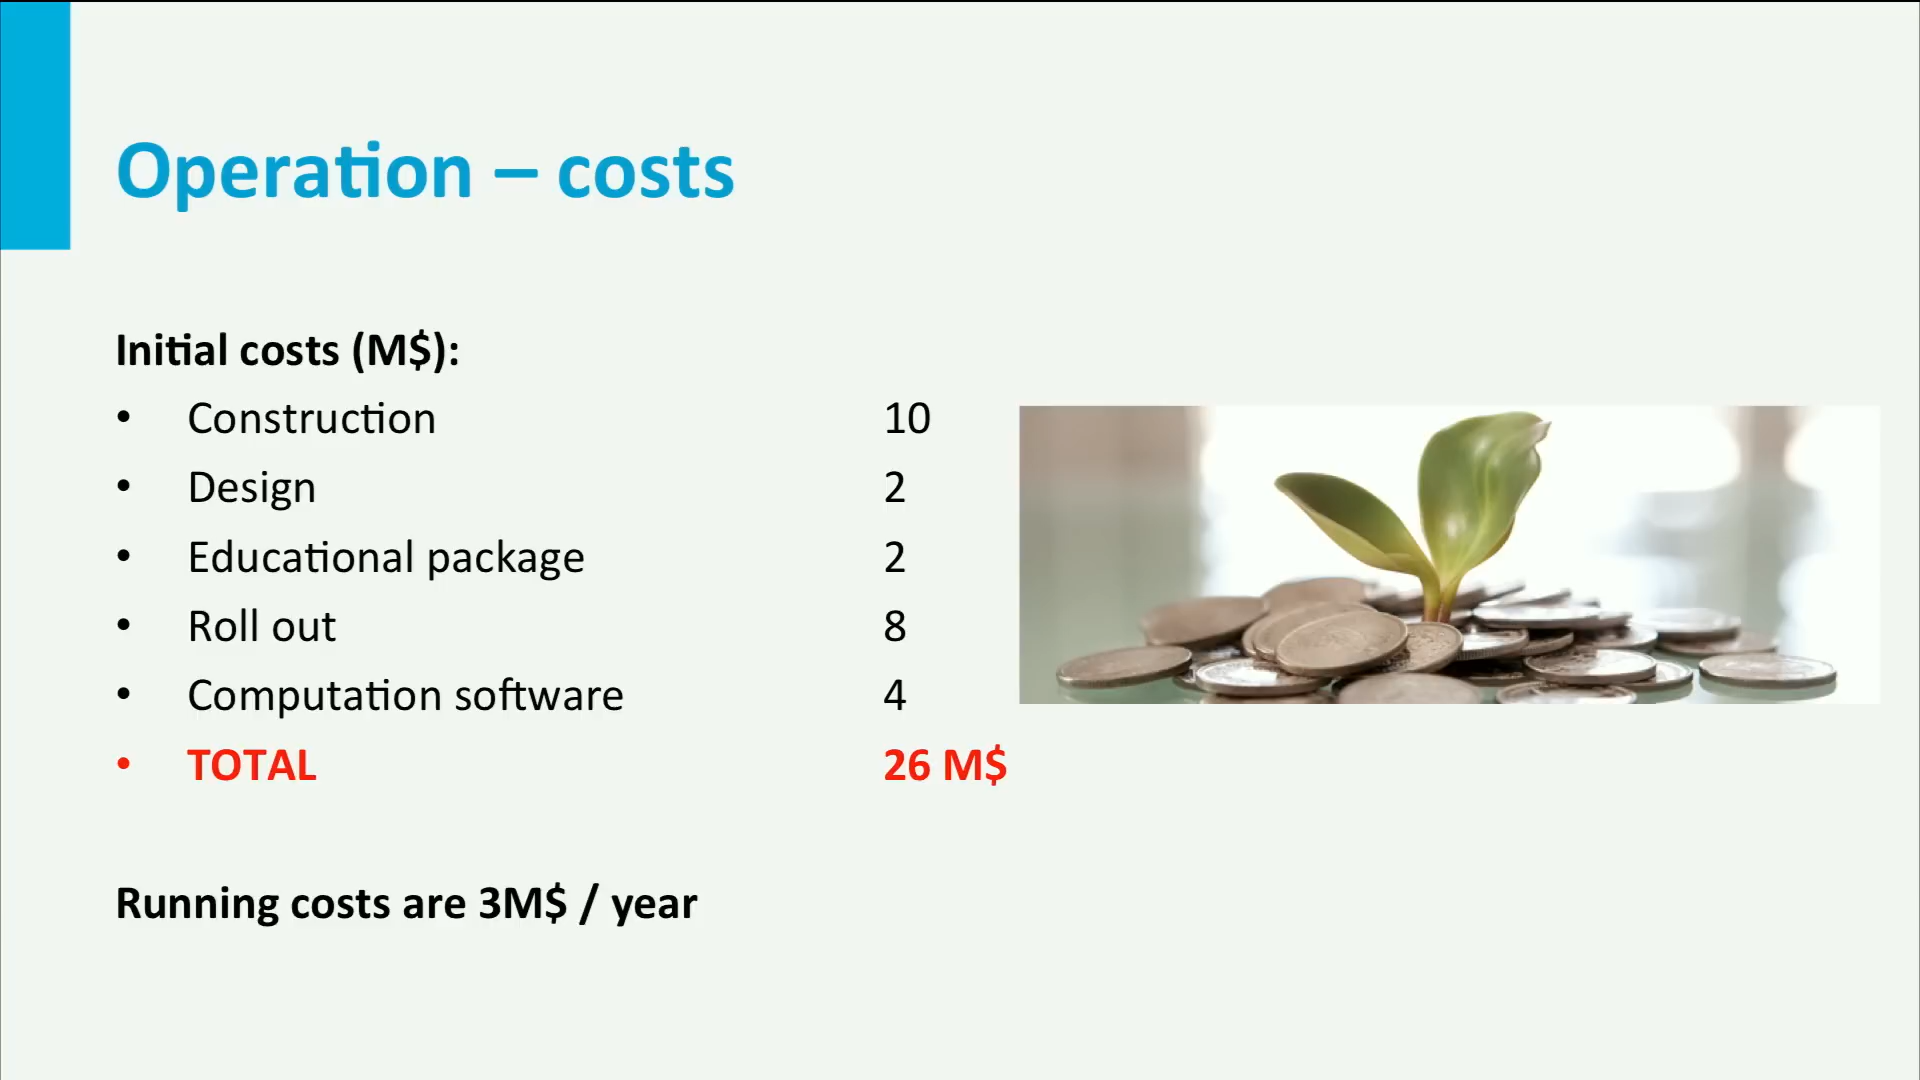 Operation – costs
Initial costs (M$):
• Construction 10
• Design 2
• Educational package 2
• Roll out 8
• Computation software 4
• TOTAL 26 M$
Running costs are 3M$ / year